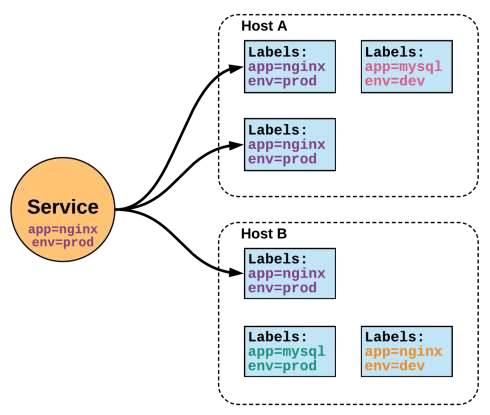 Host A
Labels:
app=nginx
env=prod
Labels:
app=mysql
env=dev
Labels:
app=nginx
env=prod
Service
app=nginx
env=prod
Host B
Labels:
app=nginx
env=prod
Labels:
app=mysql
env=prod
Labels:
app=nginx
env=dev